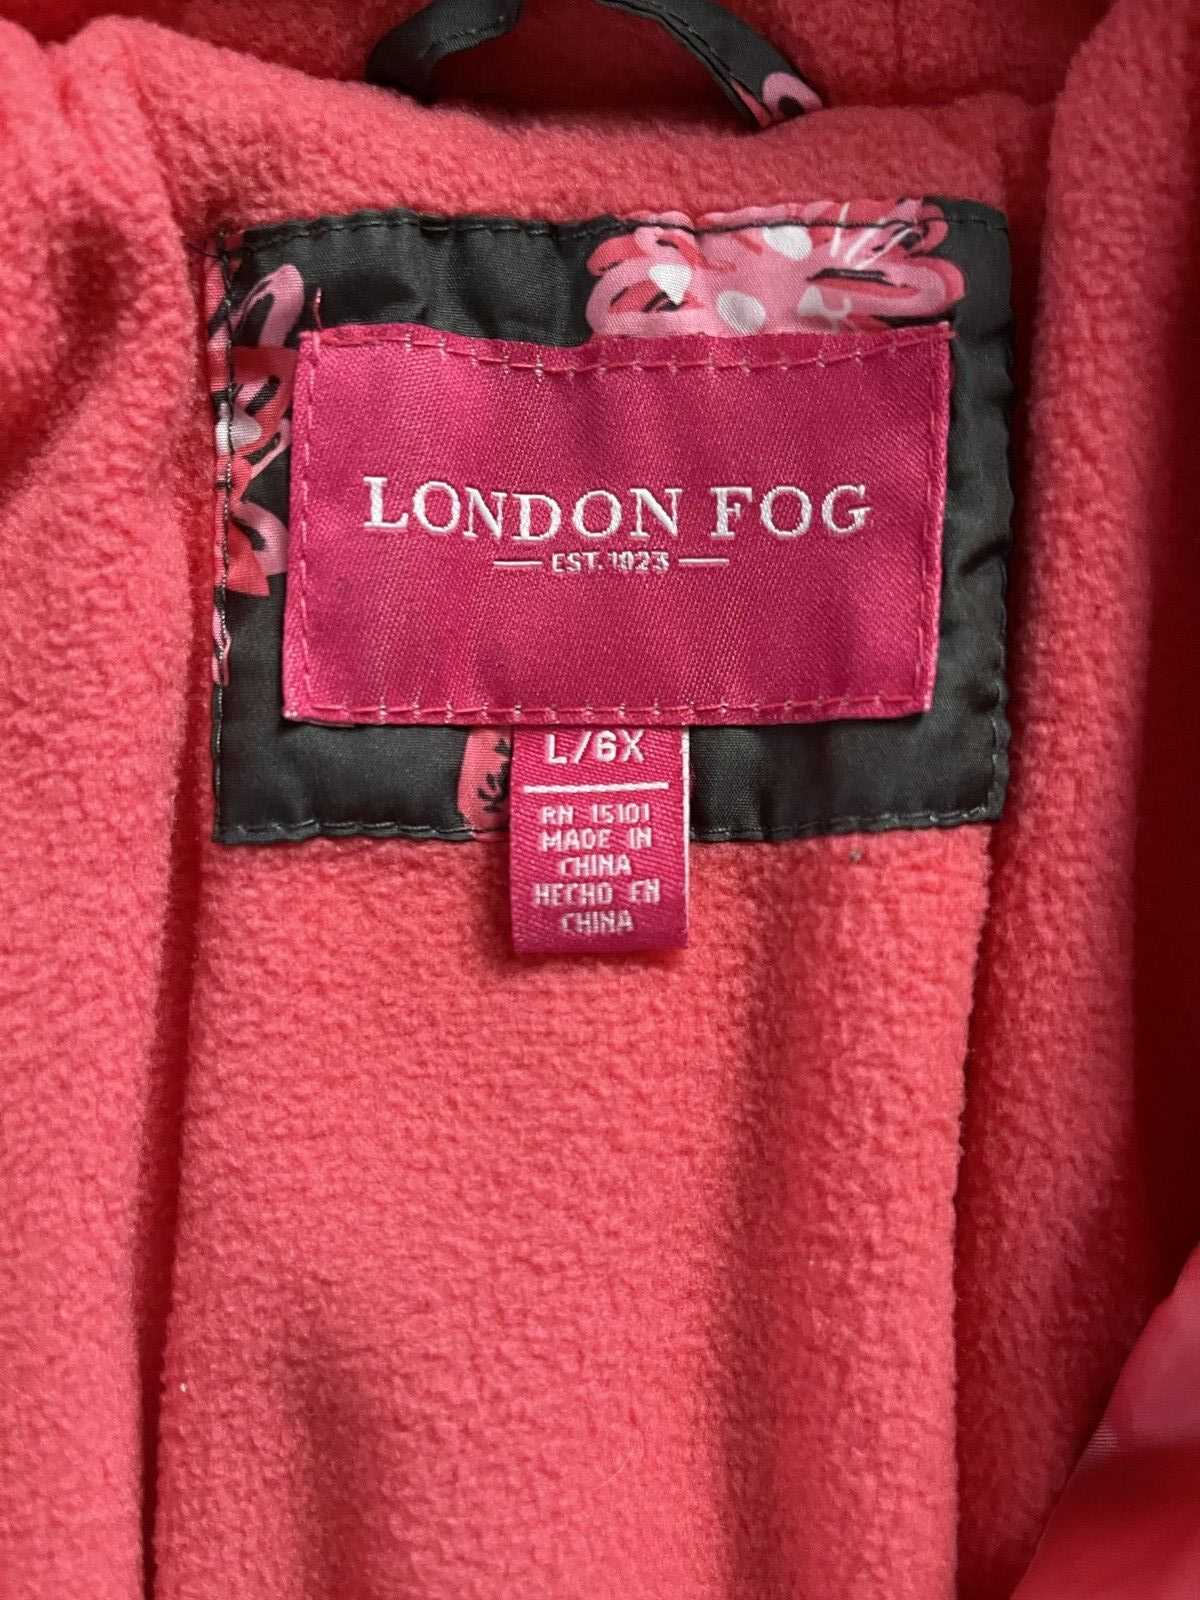 LONDON FOG
EST. 1923
L/6X
RN 15101
MADE IN
CHINA
HECHO EN
CHINA